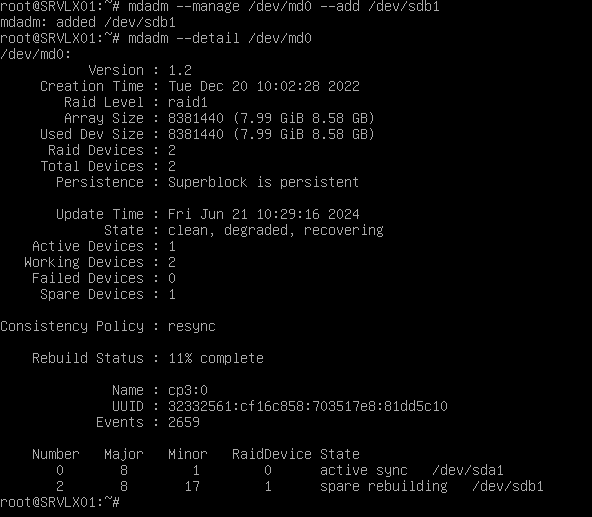 root@SRVLX01:~# mdadm --manage /dev/md0 --add /dev/sdb1
mdadm: added /dev/sdb1
root@SRVLX01:~# mdadm --detail /dev/md0
/dev/md0:
           Version : 1.2
     Creation Time : Tue Dec 20 10:02:28 2022
        Raid Level : raid1
        Array Size : 8381440 (7.99 GiB 8.58 GB)
     Used Dev Size : 8381440 (7.99 GiB 8.58 GB)
      Raid Devices : 2
     Total Devices : 2
       Persistence : Superblock is persistent

       Update Time : Fri Jun 21 10:29:16 2024
             State : clean, degraded, recovering
    Active Devices : 1
   Working Devices : 2
    Failed Devices : 0
     Spare Devices : 1

Consistency Policy : resync

    Rebuild Status : 11% complete

              Name : cp3:0
              UUID : 32332561:cf16c858:703517e8:81dd5c10
            Events : 2659

    Number   Major   Minor   RaidDevice State
       0       8        1        0      active sync   /dev/sda1
       2       8       17        1      spare rebuilding   /dev/sdb1
root@SRVLX01:~#